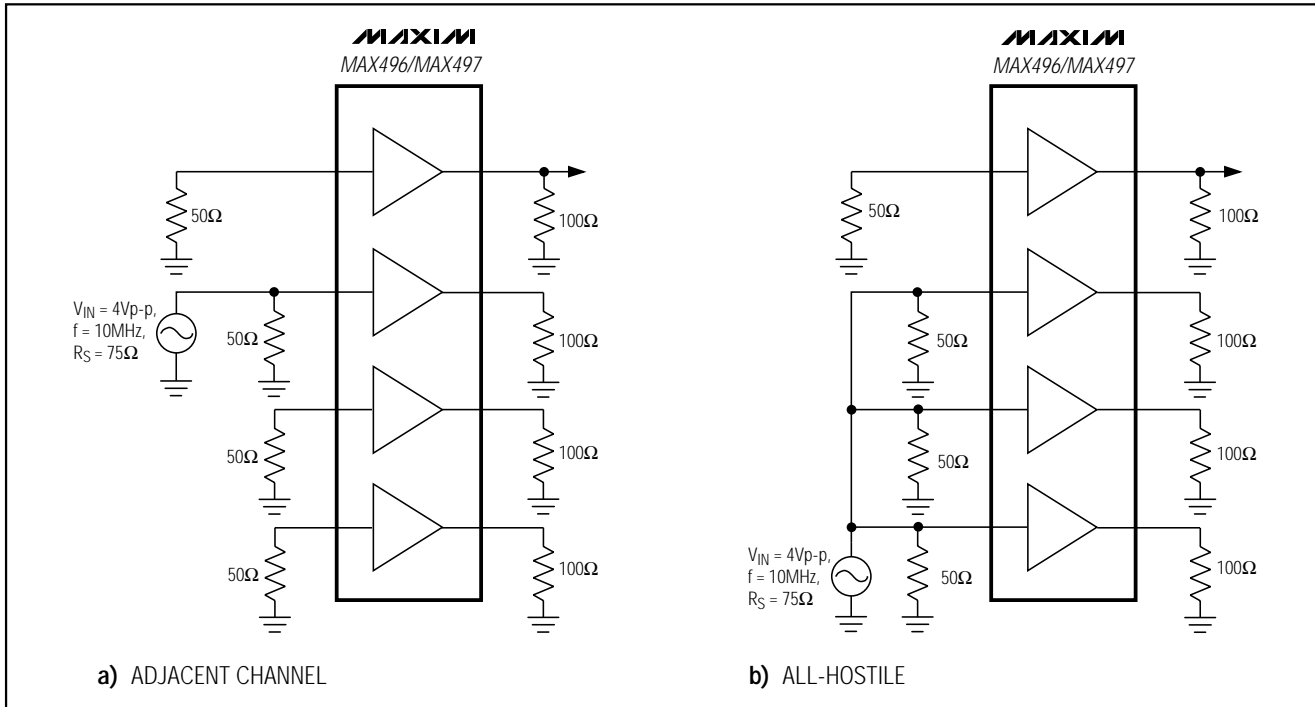 MAXIM
MAX496/MAX497
50Ω
100Ω
VIN = 4Vp-p,
f = 10MHz,
RS = 75Ω
50Ω
100Ω
50Ω
100Ω
50Ω
100Ω
a) ADJACENT CHANNEL
MAXIM
MAX496/MAX497
50Ω
100Ω
50Ω
100Ω
50Ω
100Ω
VIN = 4Vp-p,
f = 10MHz,
RS = 75Ω
50Ω
100Ω
b) ALL-HOSTILE